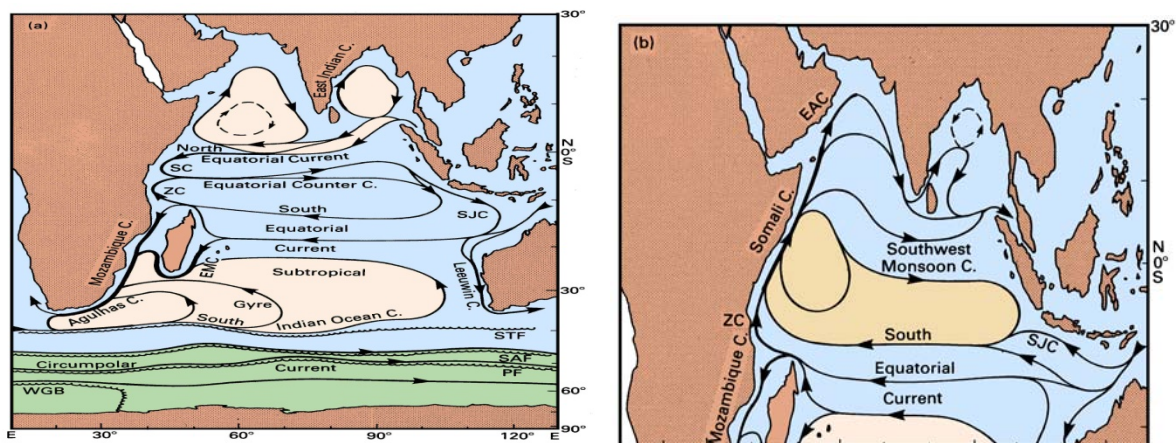 (a)
30°
East Indian C.
North
N
0°
S
Equatorial Current
SC
Equatorial Counter C.
ZC
South
SJC
Equatorial
Mozambique C.
EMC
Current
Leeuwin C.
Subtropical
30°
Agulhas C.
Gyre
South
Indian Ocean C.
STF
SAF
Circumpolar
Current
PF
WGB
60°
90°
E
0°
30°
60°
90°
120°
E
(b)
30°
EAC
Somali C.
Southwest
Monsoon C.
N
0°
S
ZC
South
SJC
Mozambique C.
Equatorial
Current